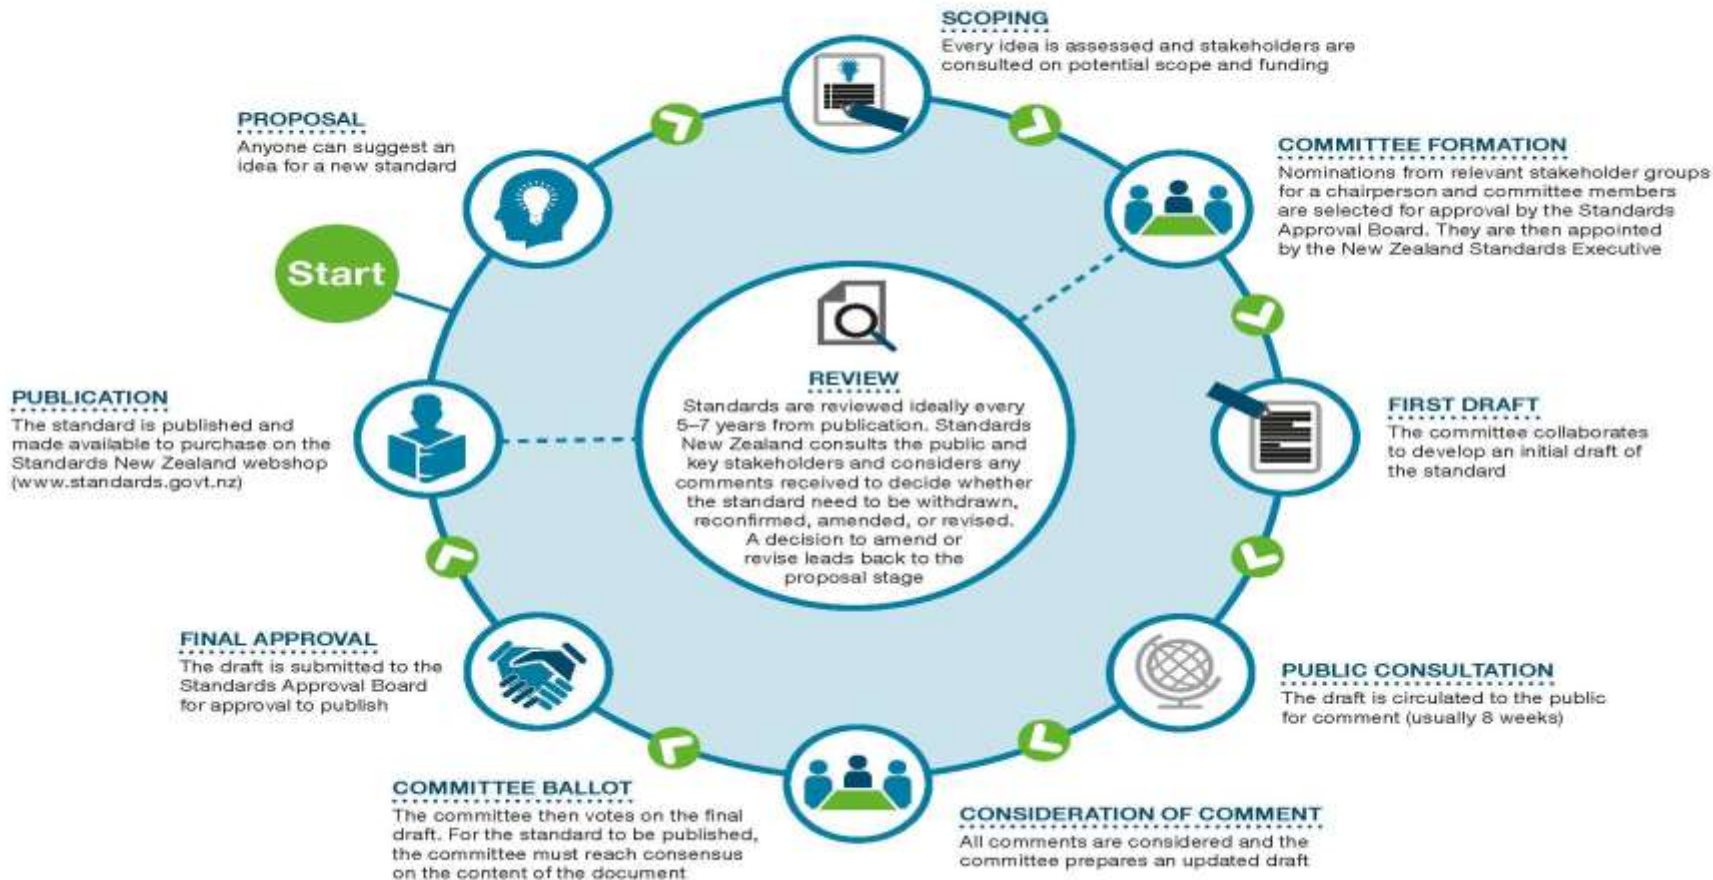 SCOPING
Every idea is assessed and stakeholders are
consulted on potential scope and funding
PROPOSAL
Anyone can suggest an
idea for a new standard
COMMITTEE FORMATION
Nominations from relevant stakeholder groups
for a chairperson and committee members
are selected for approval by the Standards
Approval Board. They are then appointed
by the New Zealand Standards Executive
Start
REVIEW
Standards are reviewed ideally every
5–7 years from publication. Standards
New Zealand consults the public and
key stakeholders and considers any
comments received to decide whether
the standard need to be withdrawn,
reconfirmed, amended, or revised.
A decision to amend or
revise leads back to the
proposal stage
PUBLICATION
The standard is published and
made available to purchase on the
Standards New Zealand webshop
(www.standards.govt.nz)
FIRST DRAFT
The committee collaborates
to develop an initial draft of
the standard
FINAL APPROVAL
The draft is submitted to the
Standards Approval Board
for approval to publish
PUBLIC CONSULTATION
The draft is circulated to the public
for comment (usually 8 weeks)
COMMITTEE BALLOT
The committee then votes on the final
draft. For the standard to be published,
the committee must reach consensus
on the content of the document
CONSIDERATION OF COMMENT
All comments are considered and the
committee prepares an updated draft